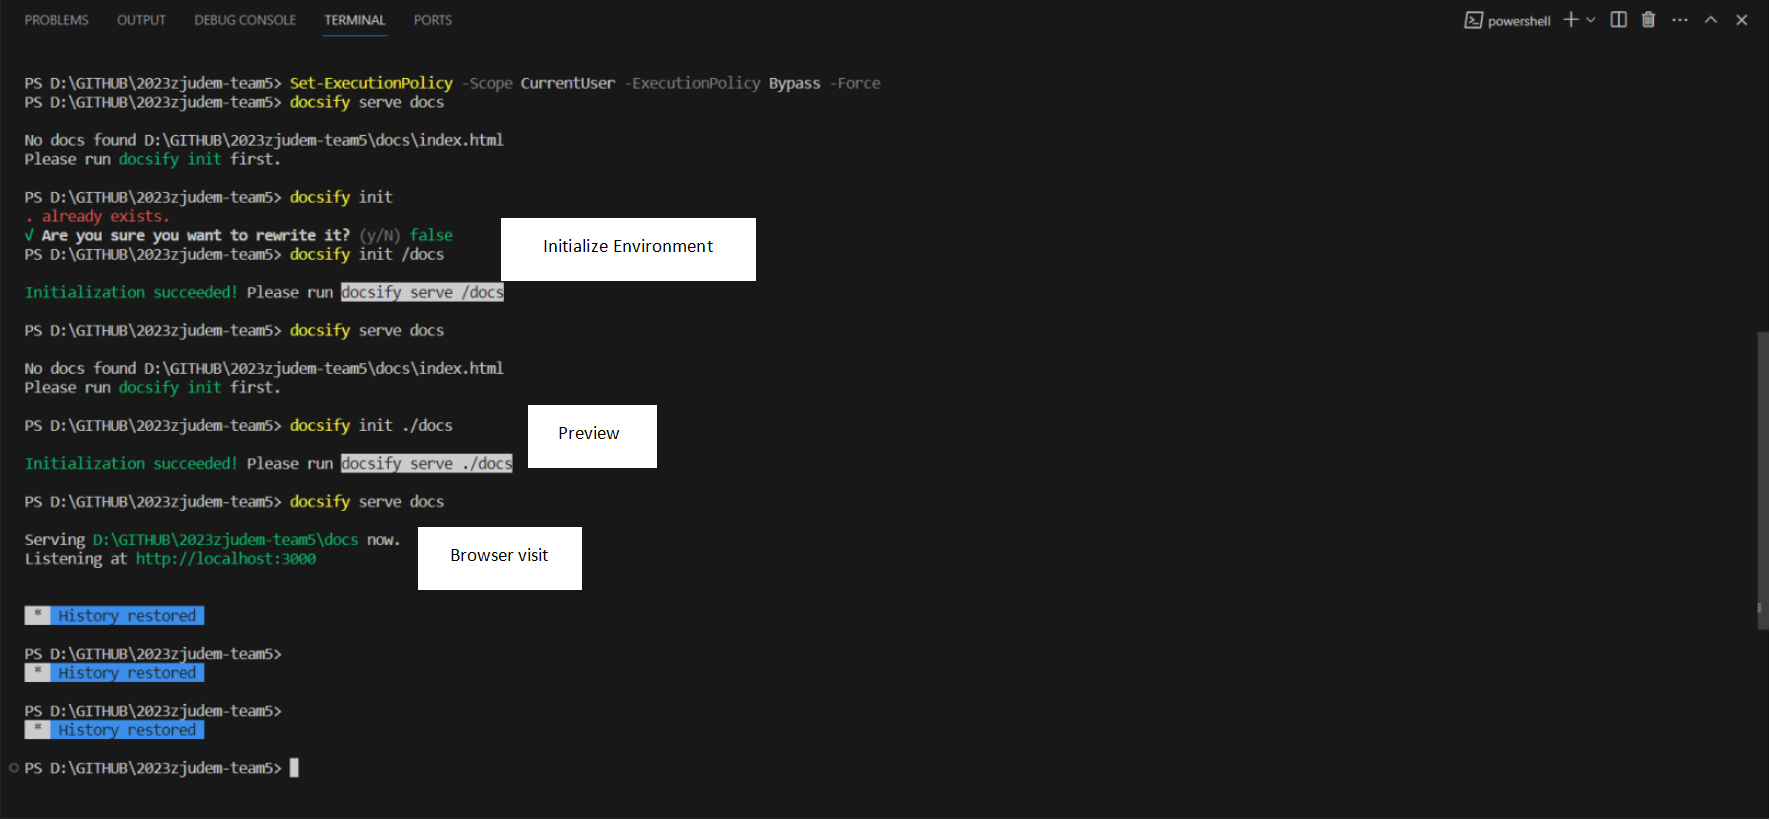 PROBLEMS OUTPUT DEBUG CONSOLE TERMINAL PORTS powershell
PS D:\GITHUB\2023zjudem-team5> Set-ExecutionPolicy -Scope CurrentUser -ExecutionPolicy Bypass -Force
PS D:\GITHUB\2023zjudem-team5> docsify serve docs
No docs found D:\GITHUB\2023zjudem-team5\docs\index.html
Please run docsify init first.
PS D:\GITHUB\2023zjudem-team5> docsify init
. already exists.
√ Are you sure you want to rewrite it? (y/N) false
Initialize Environment
PS D:\GITHUB\2023zjudem-team5> docsify init /docs
Initialization succeeded! Please run docsify serve /docs
PS D:\GITHUB\2023zjudem-team5> docsify serve docs
No docs found D:\GITHUB\2023zjudem-team5\docs\index.html
Please run docsify init first.
PS D:\GITHUB\2023zjudem-team5> docsify init ./docs
Preview
Initialization succeeded! Please run docsify serve ./docs
PS D:\GITHUB\2023zjudem-team5> docsify serve docs
Serving D:\GITHUB\2023zjudem-team5\docs now.
Browser visit
Listening at http://localhost:3000
* History restored
PS D:\GITHUB\2023zjudem-team5>
* History restored
PS D:\GITHUB\2023zjudem-team5>
* History restored
PS D:\GITHUB\2023zjudem-team5>